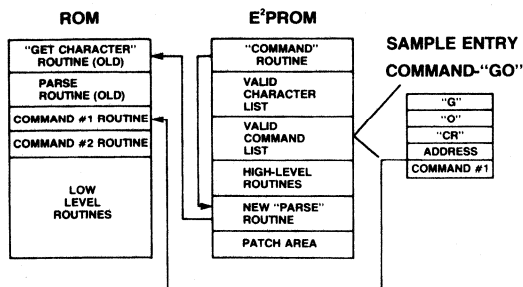 ROM
"GET CHARACTER"
ROUTINE (OLD)
PARSE
ROUTINE (OLD)
COMMAND #1 ROUTINE
COMMAND #2 ROUTINE
LOW
LEVEL
ROUTINES
E²PROM
"COMMAND"
ROUTINE
VALID
CHARACTER
LIST
VALID
COMMAND
LIST
HIGH-LEVEL
ROUTINES
NEW "PARSE"
ROUTINE
PATCH AREA
SAMPLE ENTRY
COMMAND-"GO"
"G"
"O"
"CR"
ADDRESS
COMMAND #1